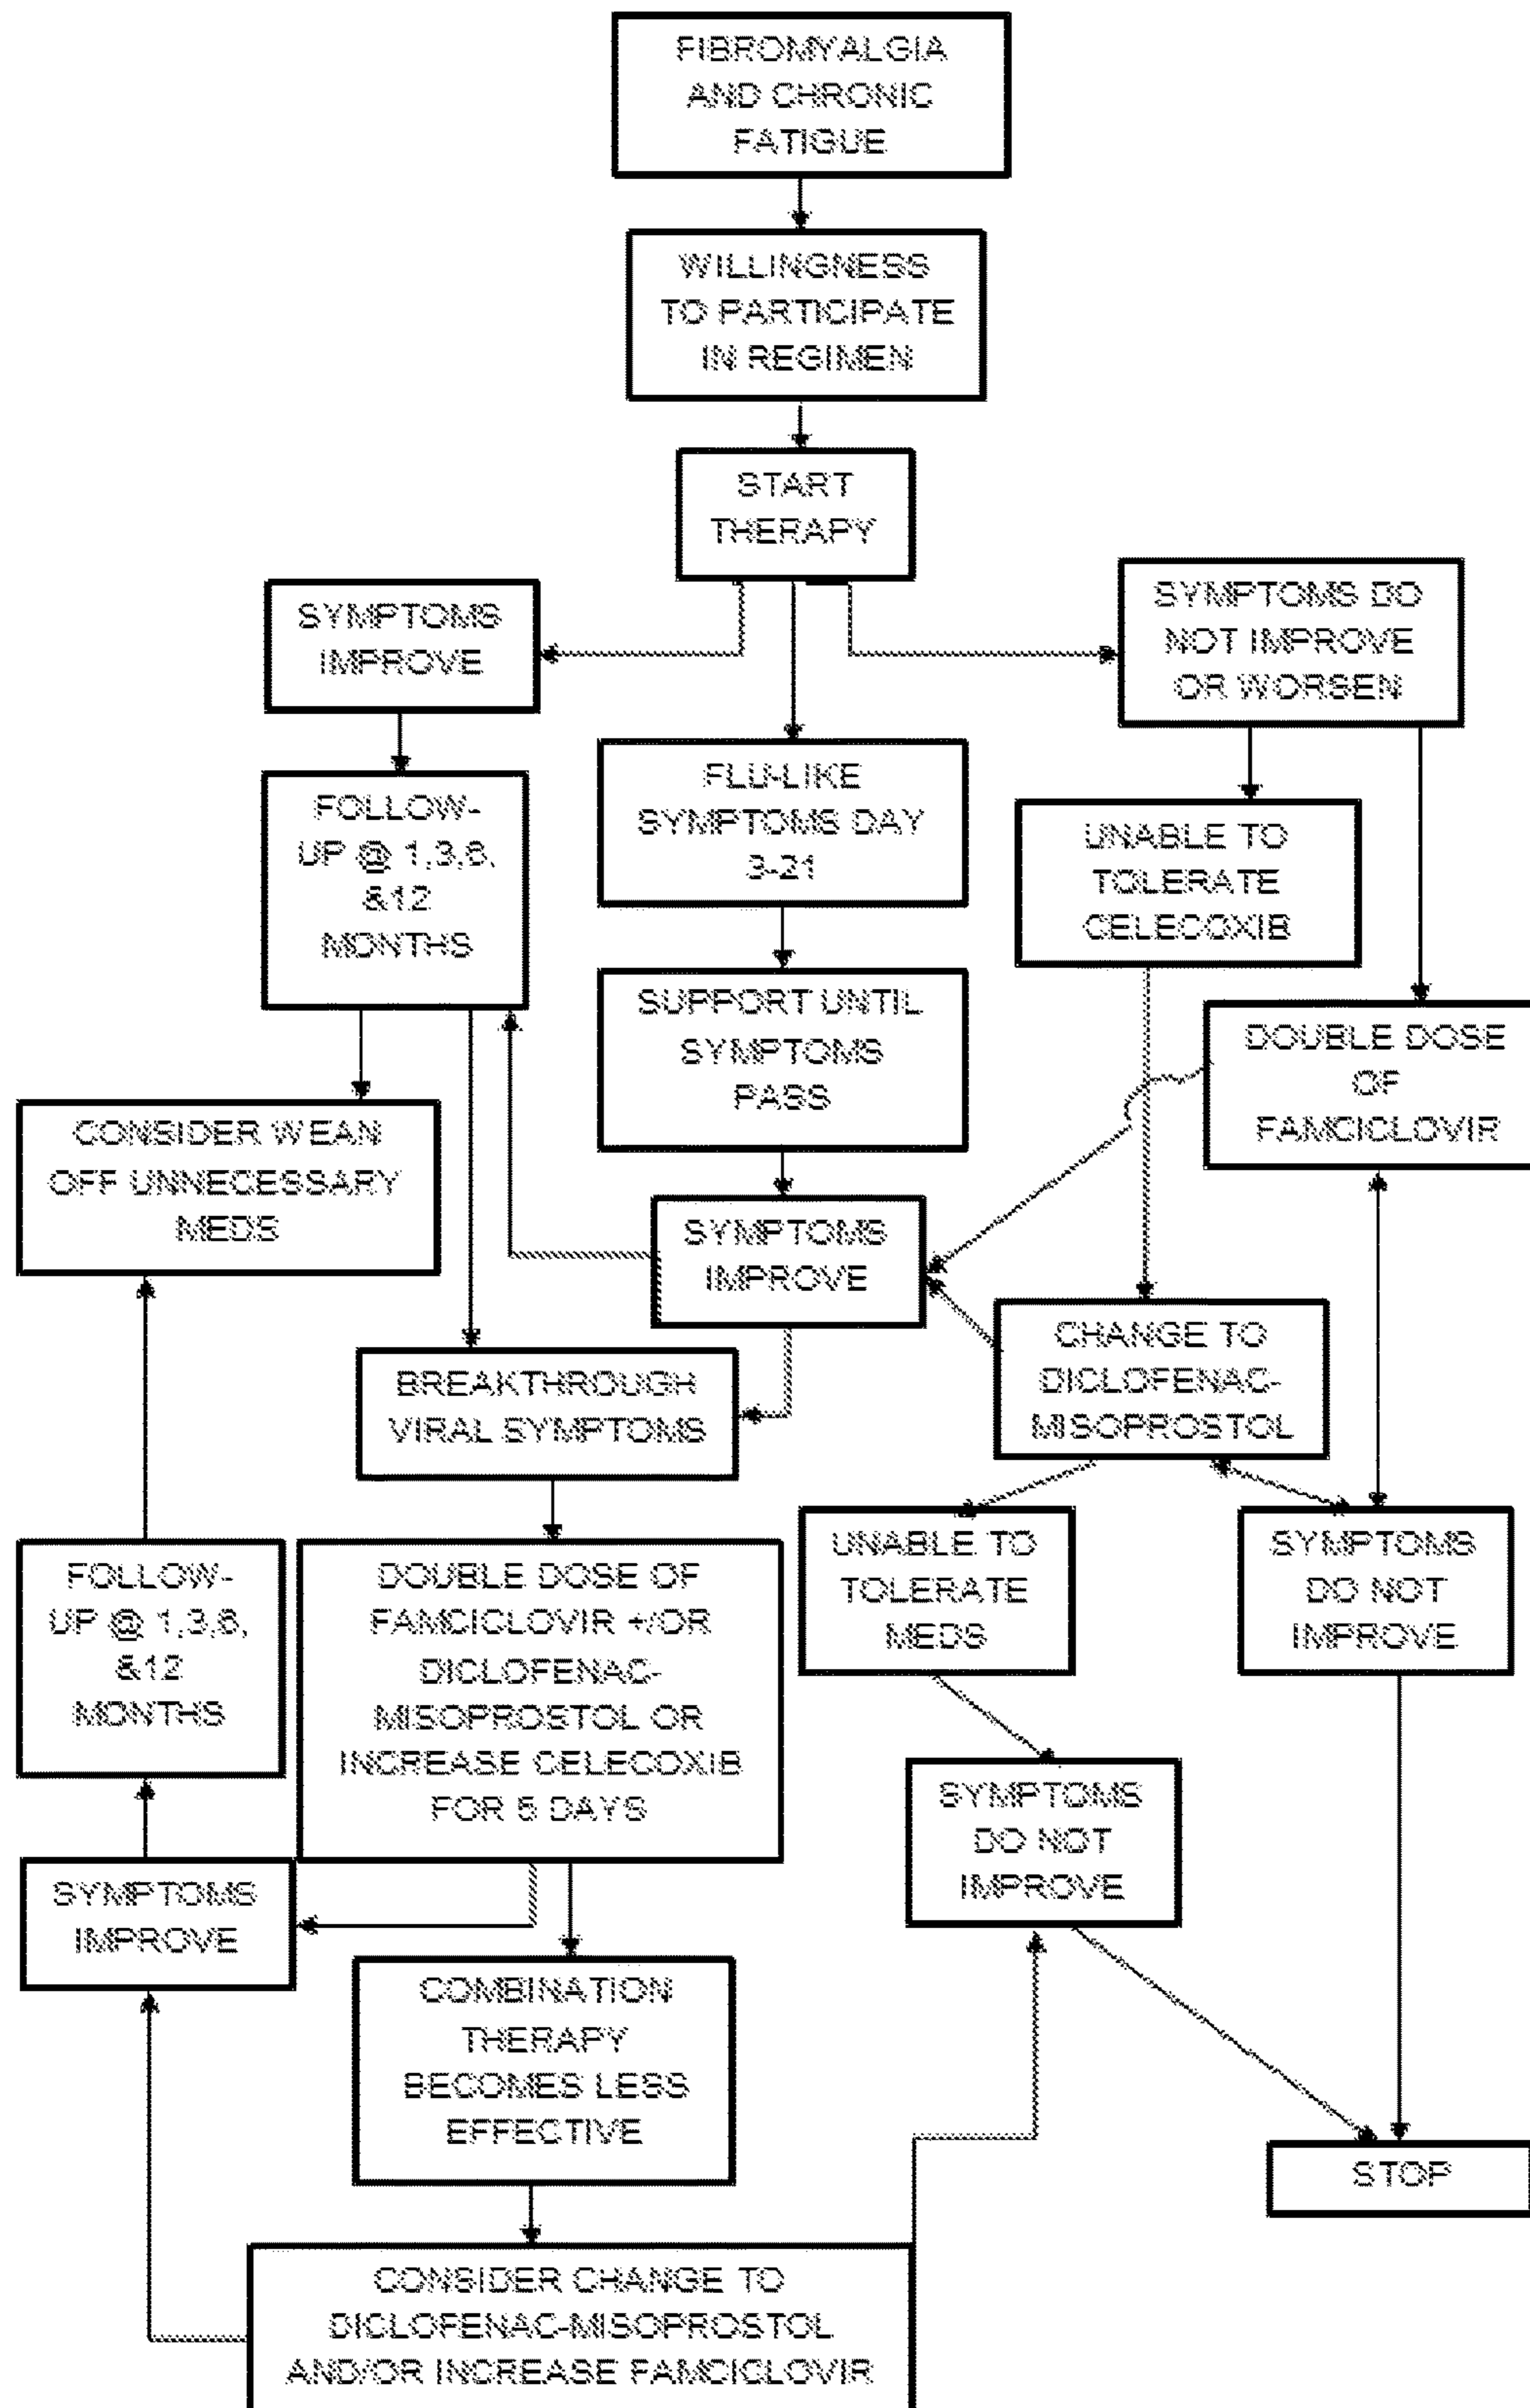 FIBROMYALGIA
AND CHRONIC
FATIGUE
WILLINGNESS
TO PARTICIPATE
IN REGIMEN
START
THERAPY
SYMPTOMS
IMPROVE
SYMPTOMS DO
NOT IMPROVE
OR WORSEN
FOLLOW-
UP @ 1,3,6,
&12
MONTHS
FLU-LIKE
SYMPTOMS DAY
3-21
UNABLE TO
TOLERATE
CELECOXIB
SUPPORT UNTIL
SYMPTOMS
PASS
DOUBLE DOSE
OF
FAMCICLOVIR
CONSIDER WEAN
OFF UNNECESSARY
MEDS
SYMPTOMS
IMPROVE
CHANGE TO
DICLOFENAC-
MISOPROSTOL
BREAKTHROUGH
VIRAL SYMPTOMS
FOLLOW-
UP @ 1,3,6,
&12
MONTHS
DOUBLE DOSE OF
FAMCICLOVIR +/OR
DICLOFENAC-
MISOPROSTOL OR
INCREASE CELECOXIB
FOR 5 DAYS
UNABLE TO
TOLERATE
MEDS
SYMPTOMS
DO NOT
IMPROVE
SYMPTOMS
DO NOT
IMPROVE
SYMPTOMS
IMPROVE
COMBINATION
THERAPY
BECOMES LESS
EFFECTIVE
STOP
CONSIDER CHANGE TO
DICLOFENAC-MISOPROSTOL
AND/OR INCREASE FAMCICLOVIR